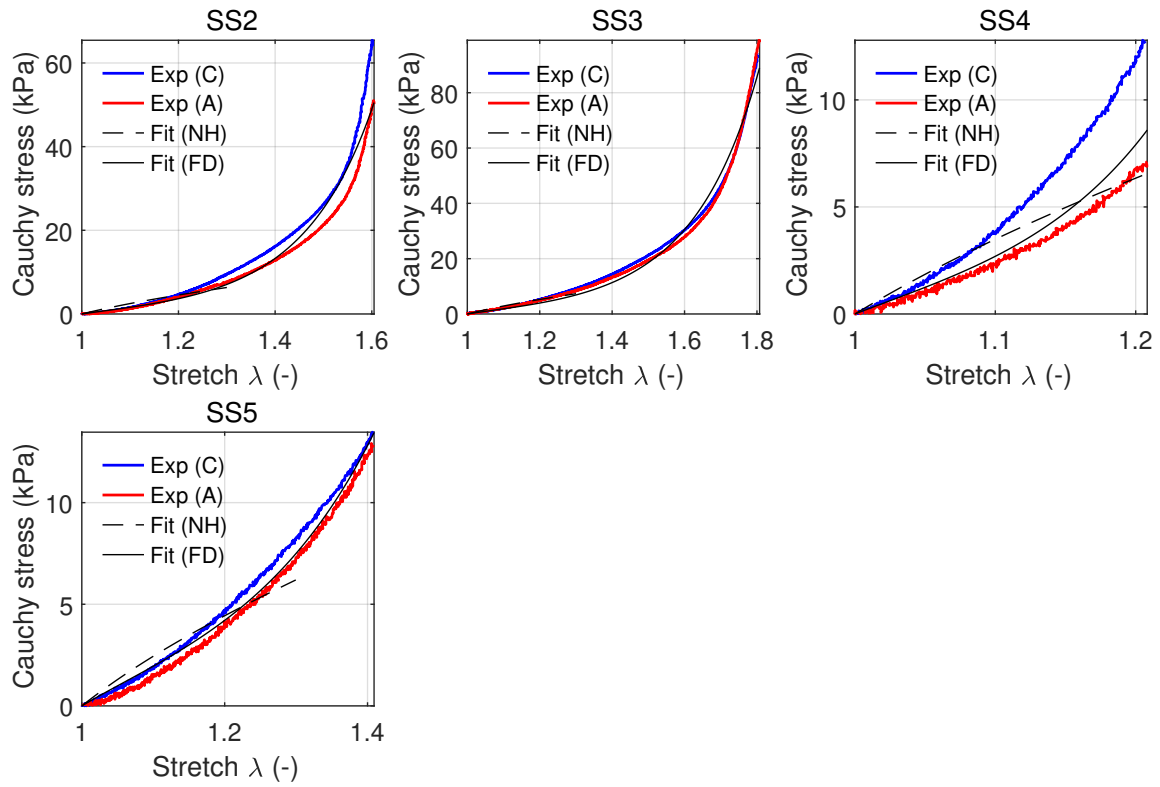 SS2
Cauchy stress (kPa)
60
40
20
0
Exp (C)
Exp (A)
Fit (NH)
Fit (FD)
1
1.2
1.4
1.6
Stretch λ (-)
SS3
Cauchy stress (kPa)
80
60
40
20
0
Exp (C)
Exp (A)
Fit (NH)
Fit (FD)
1
1.2
1.4
1.6
1.8
Stretch λ (-)
SS4
Cauchy stress (kPa)
10
5
0
Exp (C)
Exp (A)
Fit (NH)
Fit (FD)
1
1.1
1.2
Stretch λ (-)
SS5
Cauchy stress (kPa)
10
5
0
Exp (C)
Exp (A)
Fit (NH)
Fit (FD)
1
1.2
1.4
Stretch λ (-)